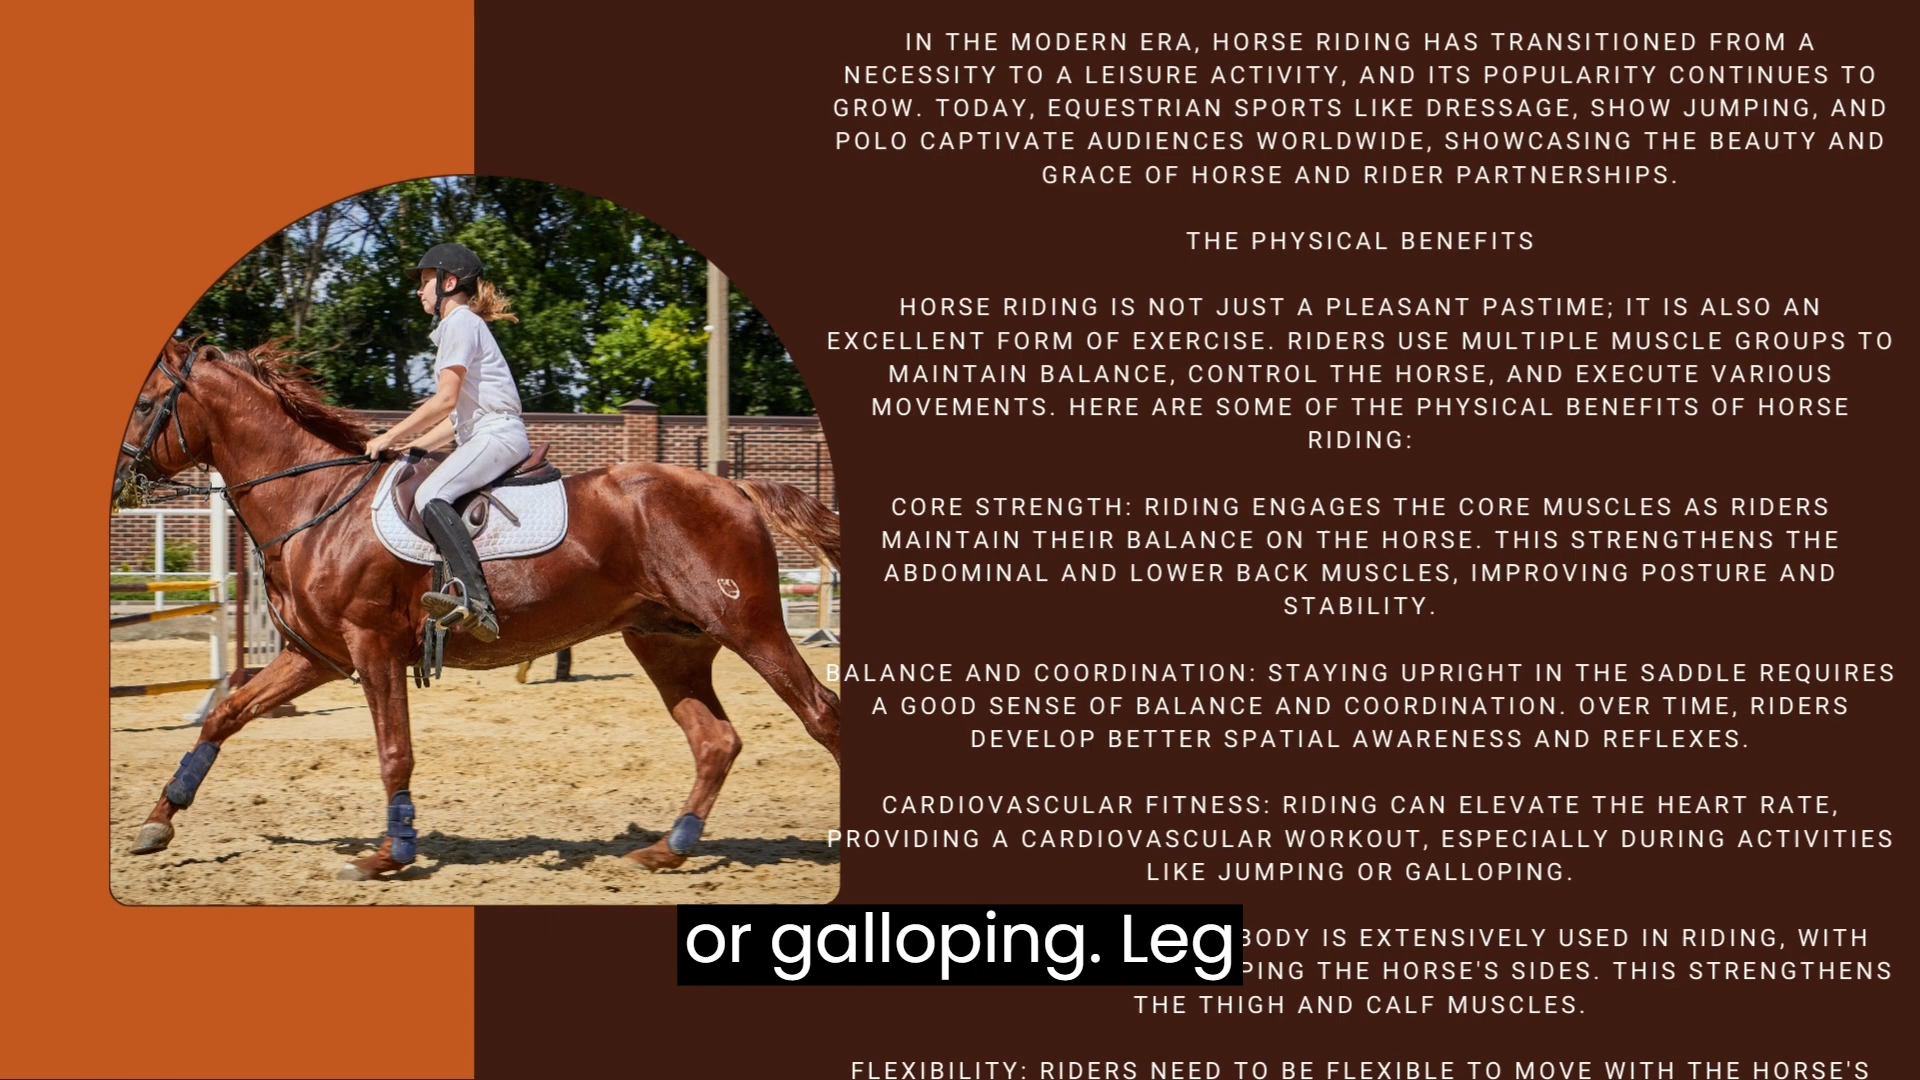 IN THE MODERN ERA, HORSE RIDING HAS TRANSITIONED FROM A
NECESSITY TO A LEISURE ACTIVITY, AND ITS POPULARITY CONTINUES TO
GROW. TODAY, EQUESTRIAN SPORTS LIKE DRESSAGE, SHOW JUMPING, AND
POLO CAPTIVATE AUDIENCES WORLDWIDE, SHOWCASING THE BEAUTY AND
GRACE OF HORSE AND RIDER PARTNERSHIPS.
THE PHYSICAL BENEFITS
HORSE RIDING IS NOT JUST A PLEASANT PASTIME; IT IS ALSO AN
EXCELLENT FORM OF EXERCISE. RIDERS USE MULTIPLE MUSCLE GROUPS TO
MAINTAIN BALANCE, CONTROL THE HORSE, AND EXECUTE VARIOUS
MOVEMENTS. HERE ARE SOME OF THE PHYSICAL BENEFITS OF HORSE
RIDING:
CORE STRENGTH: RIDING ENGAGES THE CORE MUSCLES AS RIDERS
MAINTAIN THEIR BALANCE ON THE HORSE. THIS STRENGTHENS THE
ABDOMINAL AND LOWER BACK MUSCLES, IMPROVING POSTURE AND
STABILITY.
BALANCE AND COORDINATION: STAYING UPRIGHT IN THE SADDLE REQUIRES
A GOOD SENSE OF BALANCE AND COORDINATION. OVER TIME, RIDERS
DEVELOP BETTER SPATIAL AWARENESS AND REFLEXES.
CARDIOVASCULAR FITNESS: RIDING CAN ELEVATE THE HEART RATE,
PROVIDING A CARDIOVASCULAR WORKOUT, ESPECIALLY DURING ACTIVITIES
LIKE JUMPING OR GALLOPING.
or galloping. Leg
BODY IS EXTENSIVELY USED IN RIDING, WITH
THE HORSE'S SIDES. THIS STRENGTHENS
THE THIGH AND CALF MUSCLES.
FLEXIBILITY: RIDERS NEED TO BE FLEXIBLE TO MOVE WITH THE HORSE'S